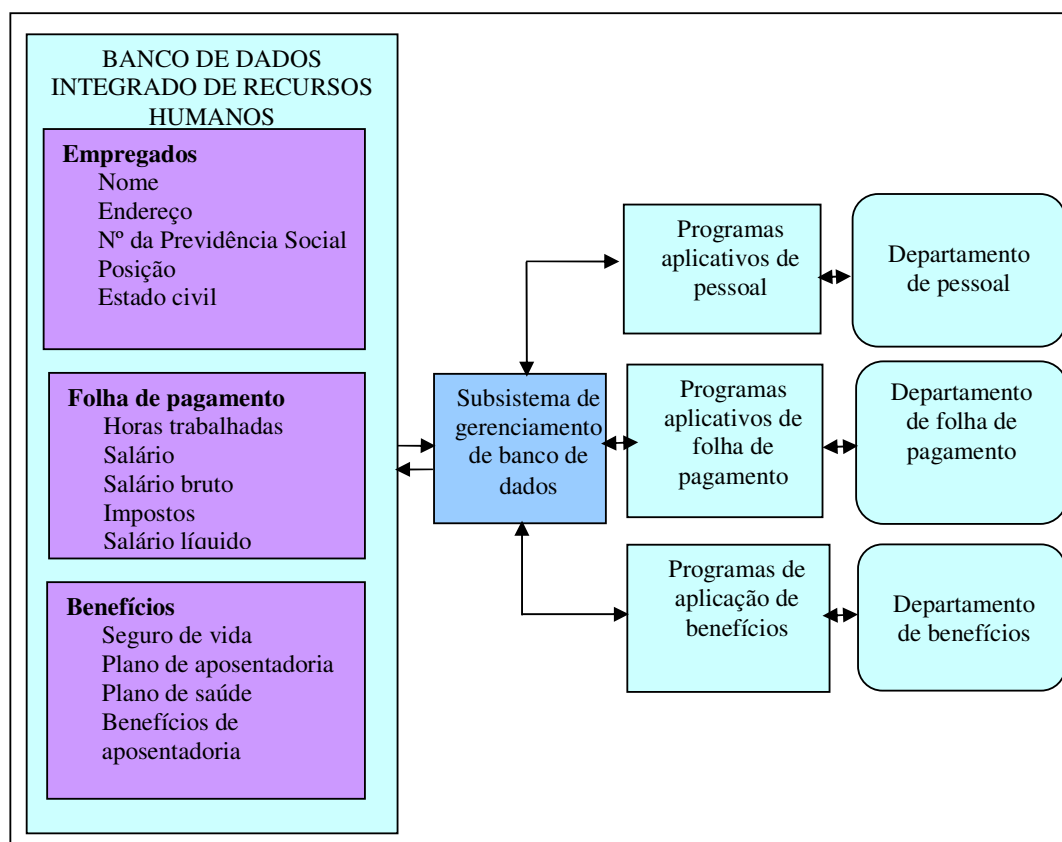 BANCO DE DADOS
INTEGRADO DE RECURSOS
HUMANOS
Empregados
Nome
Endereço
Nº da Previdência Social
Posição
Estado civil
Folha de pagamento
Horas trabalhadas
Salário
Salário bruto
Impostos
Salário líquido
Benefícios
Seguro de vida
Plano de aposentadoria
Plano de saúde
Benefícios de
aposentadoria
Subsistema de
gerenciamento
de banco de
dados
Programas
aplicativos de
pessoal
Departamento
de pessoal
Programas
aplicativos de
folha de
pagamento
Departamento
de folha de
pagamento
Programas de
aplicação de
benefícios
Departamento
de benefícios